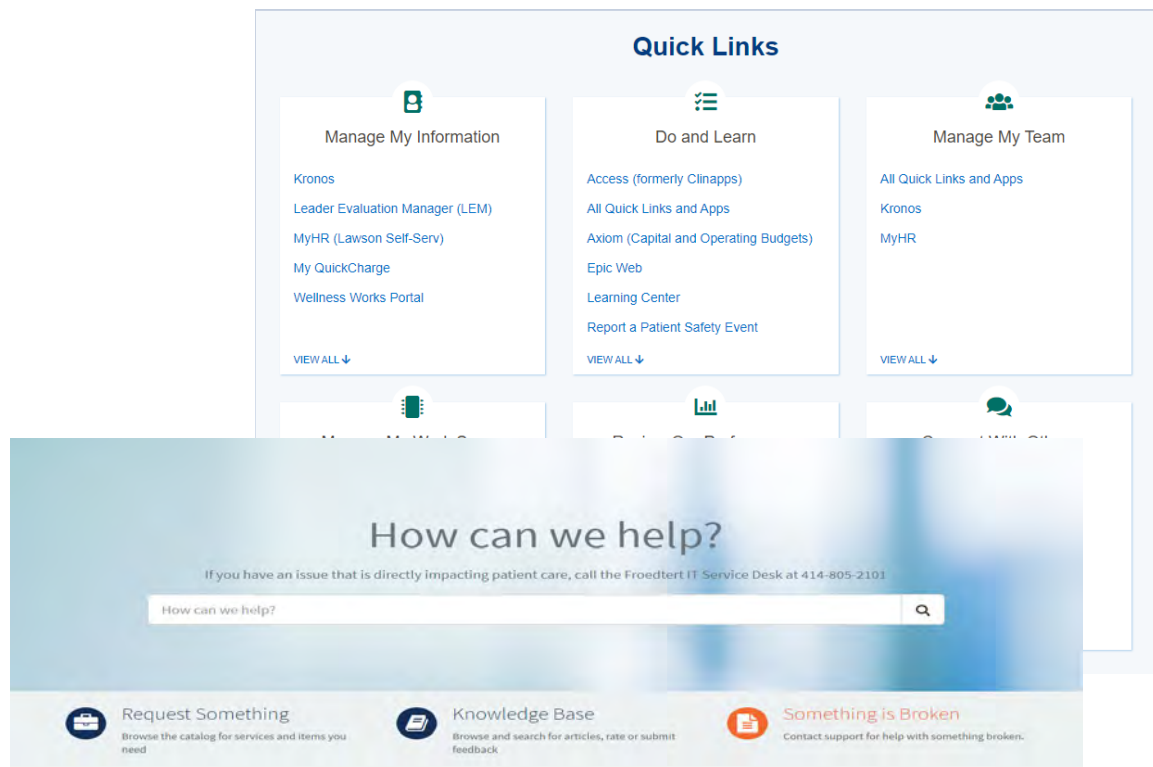 Quick Links
Manage My Information
Kronos
Leader Evaluation Manager (LEM)
MyHR (Lawson Self-Serv)
My QuickCharge
Wellness Works Portal
VIEW ALL
Do and Learn
Access (formerly Clinapps)
All Quick Links and Apps
Axiom (Capital and Operating Budgets)
Epic Web
Learning Center
Report a Patient Safety Event
VIEW ALL
Manage My Team
All Quick Links and Apps
Kronos
MyHR
VIEW ALL
How can we help?
If you have an issue that is directly impacting patient care, call the Froedtert IT Service Desk at 414-805-2101
How can we help?
Request Something
Browse the catalog for services and items you
need
Knowledge Base
Browse and search for articles, rate or submit
feedback
Something is Broken
Contact support for help with something broken.